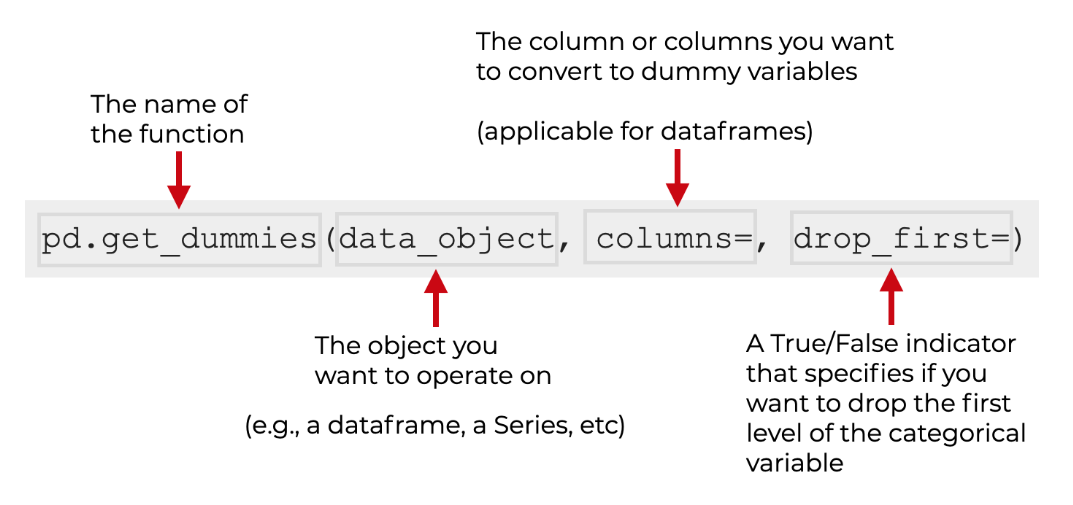 The column or columns you want
to convert to dummy variables
(applicable for dataframes)
The name of
the function
pd.get_dummies(data_object, columns=, drop_first=)
The object you
want to operate on
(e.g., a dataframe, a Series, etc)
A True/False indicator
that specifies if you
want to drop the first
level of the categorical
variable